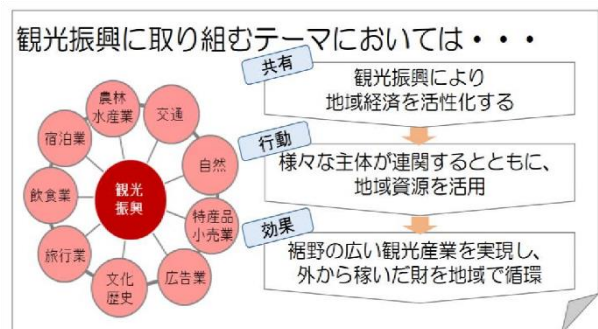 観光振興に取り組むテーマにおいては・・・
農林
水産業
交通
自然
特産品
小売業
広告業
文化
歴史
旅行業
飲食業
宿泊業
観光
振興
共有
観光振興により
地域経済を活性化する
行動
様々な主体が連関するとともに、
地域資源を活用
効果
裾野の広い観光産業を実現し、
外から稼いだ財を地域で循環